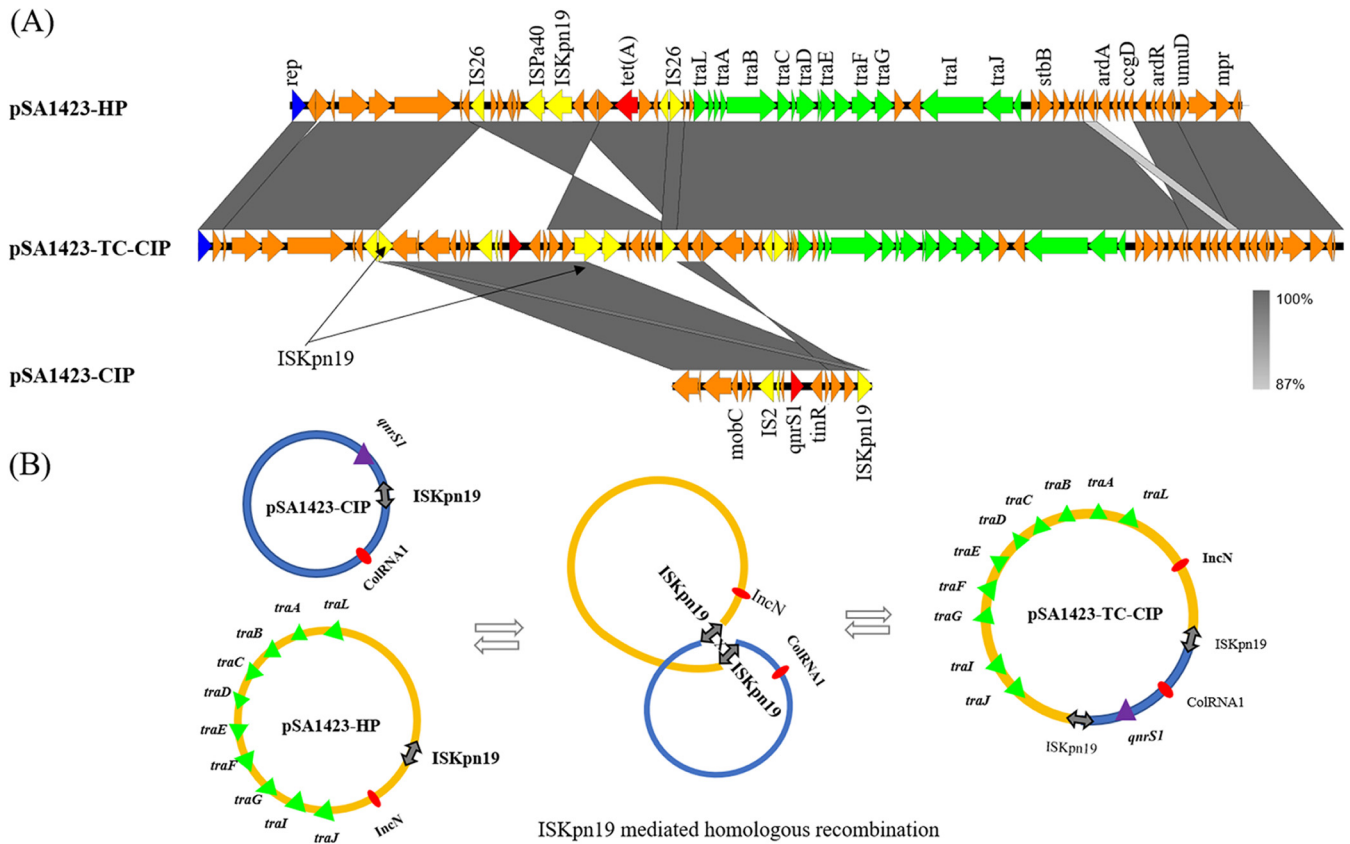 (A)
rep
IS26
ISPa40
ISKpn19
tet(A)
IS26
traL
traA
traB
traC
traD
traE
traF
traG
traI
traJ
stbB
ardA
ccgD
ardR
umuD
mpr
pSA1423-HP
pSA1423-TC-CIP
ISKpn19
100%
87%
pSA1423-CIP
mobC
IS2
qnrS1
tinR
ISKpn19
(B)
qnrS1
pSA1423-CIP
ISKpn19
ColRNA1
traL
traA
traB
traC
traD
traE
traF
traG
traI
traJ
pSA1423-HP
ISKpn19
IncN
ISKpn19
IncN
ISKpn19
ColRNA1
ISKpn19 mediated homologous recombination
traL
traA
traB
traC
traD
traE
traF
traG
traI
traJ
IncN
pSA1423-TC-CIP
ISKpn19
ColRNA1
qnrS1
ISKpn19